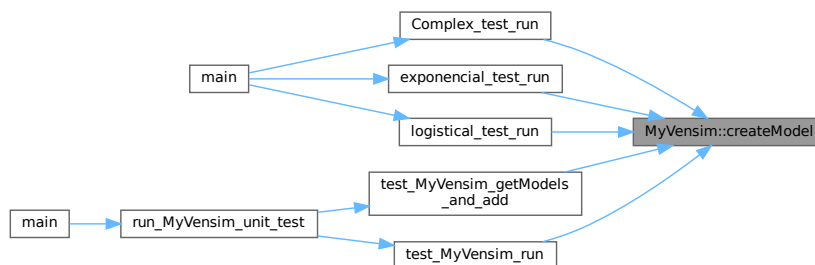 Complex_test_run
main
exponencial_test_run
logistical_test_run
MyVensim::createModel
test_MyVensim_getModels
_and_add
main
run_MyVensim_unit_test
test_MyVensim_run